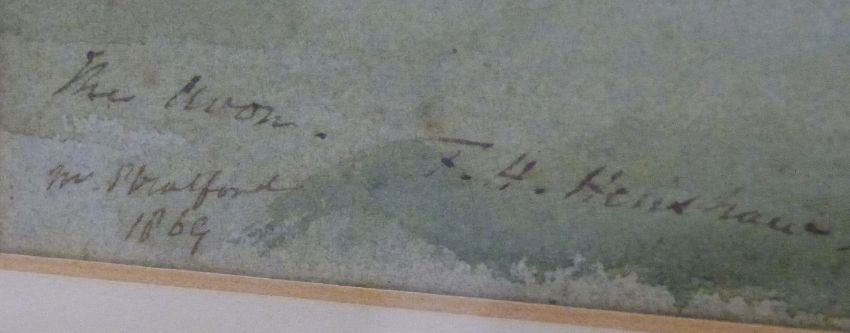 The Avon.
nr. Stratford
1869
F. H. Henshaw